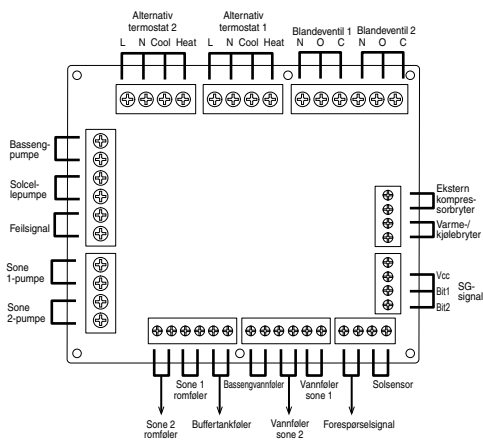 Alternativ
termostat 2
L N Cool Heat
Alternativ
termostat 1
L N Cool Heat
Blandeventil 1
N O C
Blandeventil 2
N O C
Basseng-
pumpe
Solcel-
lepumpe
Feilsignal
Sone
1-pumpe
Sone
2-pumpe
Ekstern
kompres-
sorbryter
Varme-/
kjølebryter
Vcc
Bit1
Bit2
SG-
signal
Sone 1
romføler
Bassengvannføler
Vannføler
sone 1
Solsensor
Sone 2
romføler
Buffertankføler
Vannføler
sone 2
Forespørselsignal